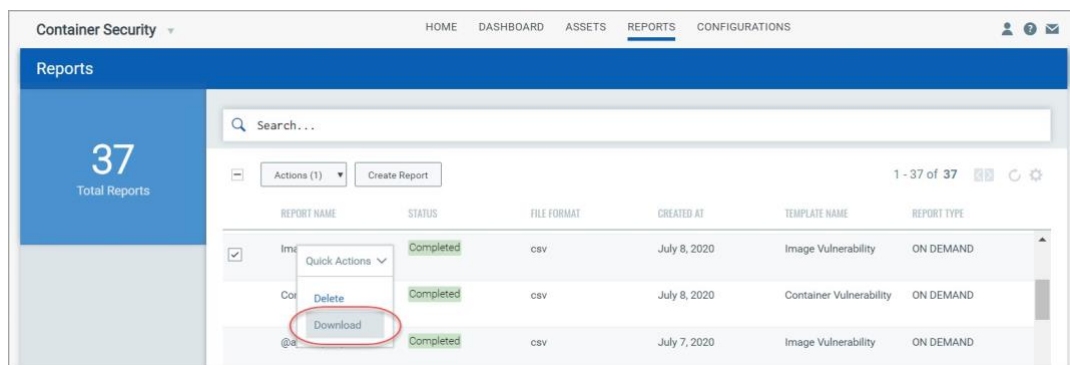 Container Security HOME DASHBOARD ASSETS REPORTS CONFIGURATIONS
Reports
37
Total Reports
Search...
Actions (1) Create Report 1 - 37 of 37
REPORT NAME STATUS FILE FORMAT CREATED AT TEMPLATE NAME REPORT TYPE
Ima Completed csv July 8, 2020 Image Vulnerability ON DEMAND
Quick Actions
Con Completed csv July 8, 2020 Container Vulnerability ON DEMAND
Delete
Download
@a Completed csv July 7, 2020 Image Vulnerability ON DEMAND